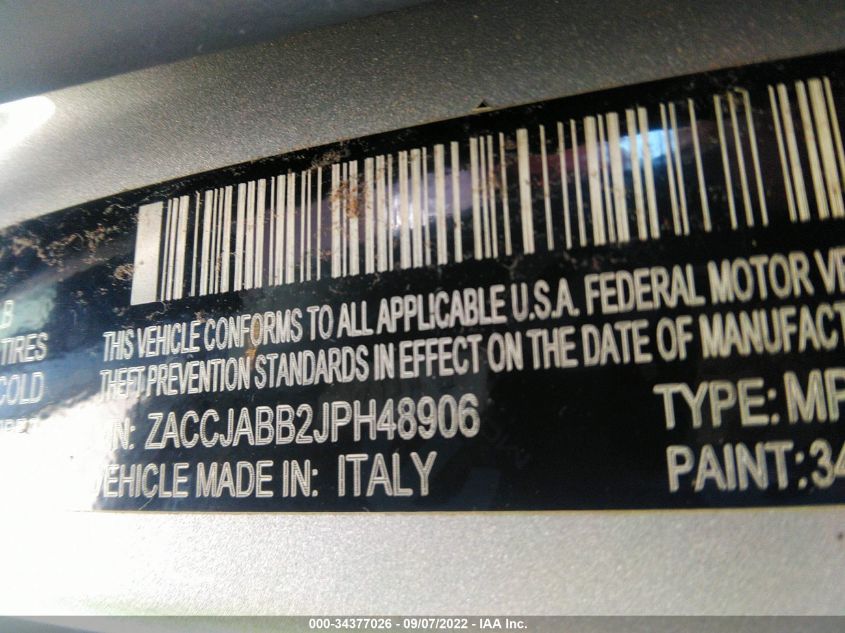 B
TIRES
COLD
THIS VEHICLE CONFORMS TO ALL APPLICABLE U.S.A. FEDERAL MOTOR VE
THEFT PREVENTION STANDARDS IN EFFECT ON THE DATE OF MANUFACT
N: ZACCJABB2JPH48906 TYPE: MP
VEHICLE MADE IN: ITALY PAINT:34
000-34377026 - 09/07/2022 - IAA Inc.